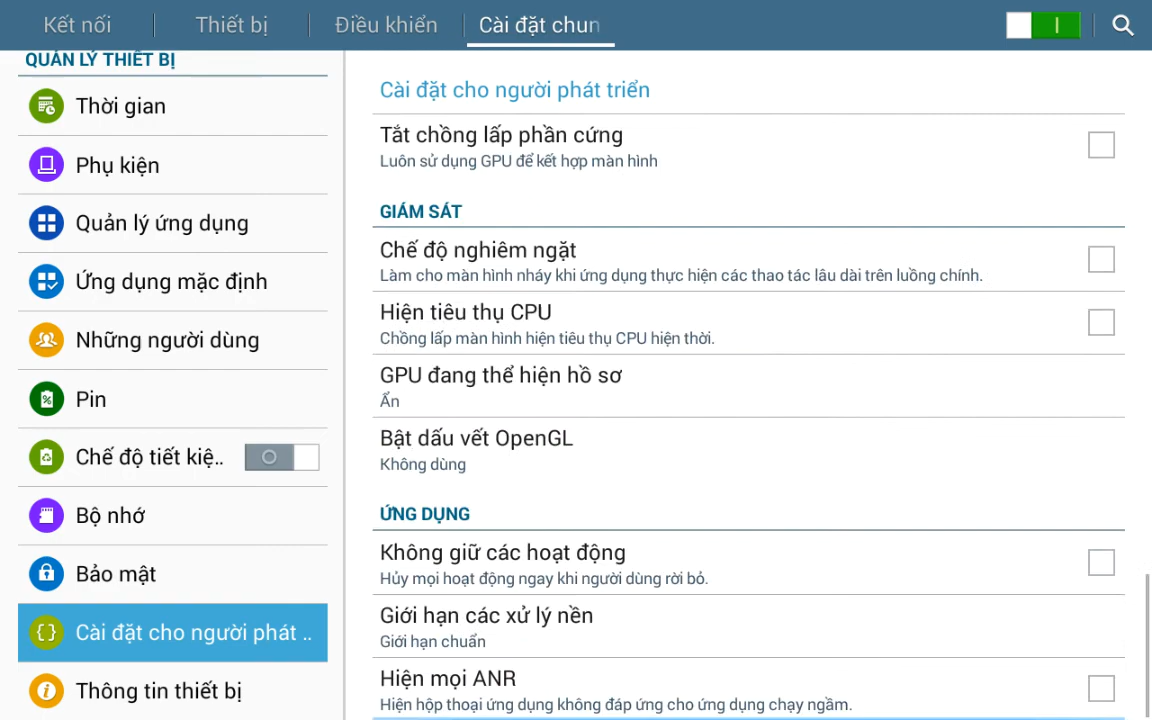 Kết nối
Thiết bị
Điều khiển
Cài đặt chun
QUẢN LÝ THIẾT BỊ
Thời gian
Phụ kiện
Quản lý ứng dụng
Ứng dụng mặc định
Những người dùng
Pin
Chế độ tiết kiệ..
Bộ nhớ
Bảo mật
Cài đặt cho người phát ..
Thông tin thiết bị
Cài đặt cho người phát triển
Tắt chồng lấp phần cứng
Luôn sử dụng GPU để kết hợp màn hình
GIÁM SÁT
Chế độ nghiêm ngặt
Làm cho màn hình nháy khi ứng dụng thực hiện các thao tác lâu dài trên luồng chính.
Hiện tiêu thụ CPU
Chồng lấp màn hình hiện tiêu thụ CPU hiện thời.
GPU đang thể hiện hồ sơ
Ẩn
Bật dấu vết OpenGL
Không dùng
ỨNG DỤNG
Không giữ các hoạt động
Hủy mọi hoạt động ngay khi người dùng rời bỏ.
Giới hạn các xử lý nền
Giới hạn chuẩn
Hiện mọi ANR
Hiện hộp thoại ứng dụng không đáp ứng cho ứng dụng chạy ngầm.